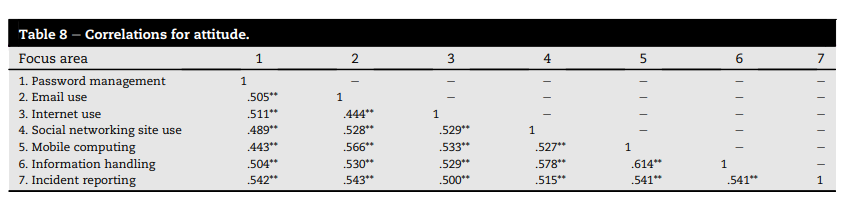 Table 8 – Correlations for attitude.
Focus area 1 2 3 4 5 6 7
1. Password management 1 – – – – – –
2. Email use .505** 1 – – – – –
3. Internet use .511** .444** 1 – – – –
4. Social networking site use .489** .528** .529** 1 – – –
5. Mobile computing .443** .566** .533** .527** 1 – –
6. Information handling .504** .530** .529** .578** .614** 1 –
7. Incident reporting .542** .543** .500** .515** .541** .541** 1